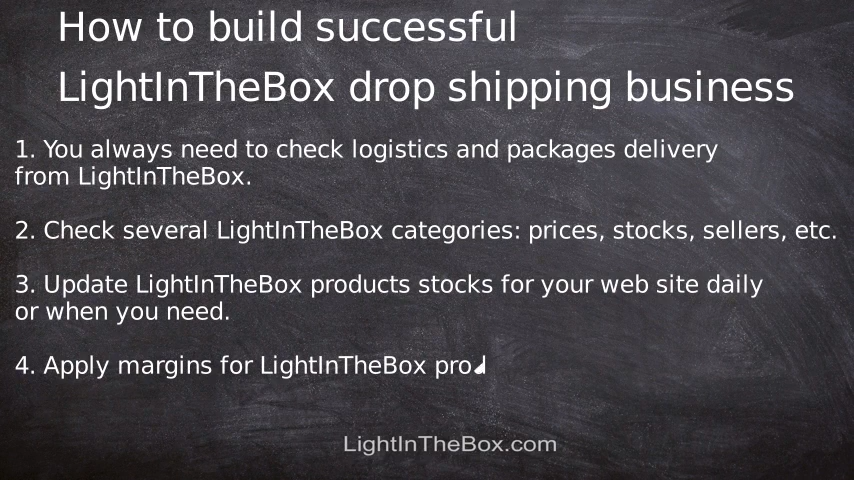 How to build successful
LightInTheBox drop shipping business
1. You always need to check logistics and packages delivery
from LightInTheBox.
2. Check several LightInTheBox categories: prices, stocks, sellers, etc.
3. Update LightInTheBox products stocks for your web site daily
or when you need.
4. Apply margins for LightInTheBox
LightInTheBox.com